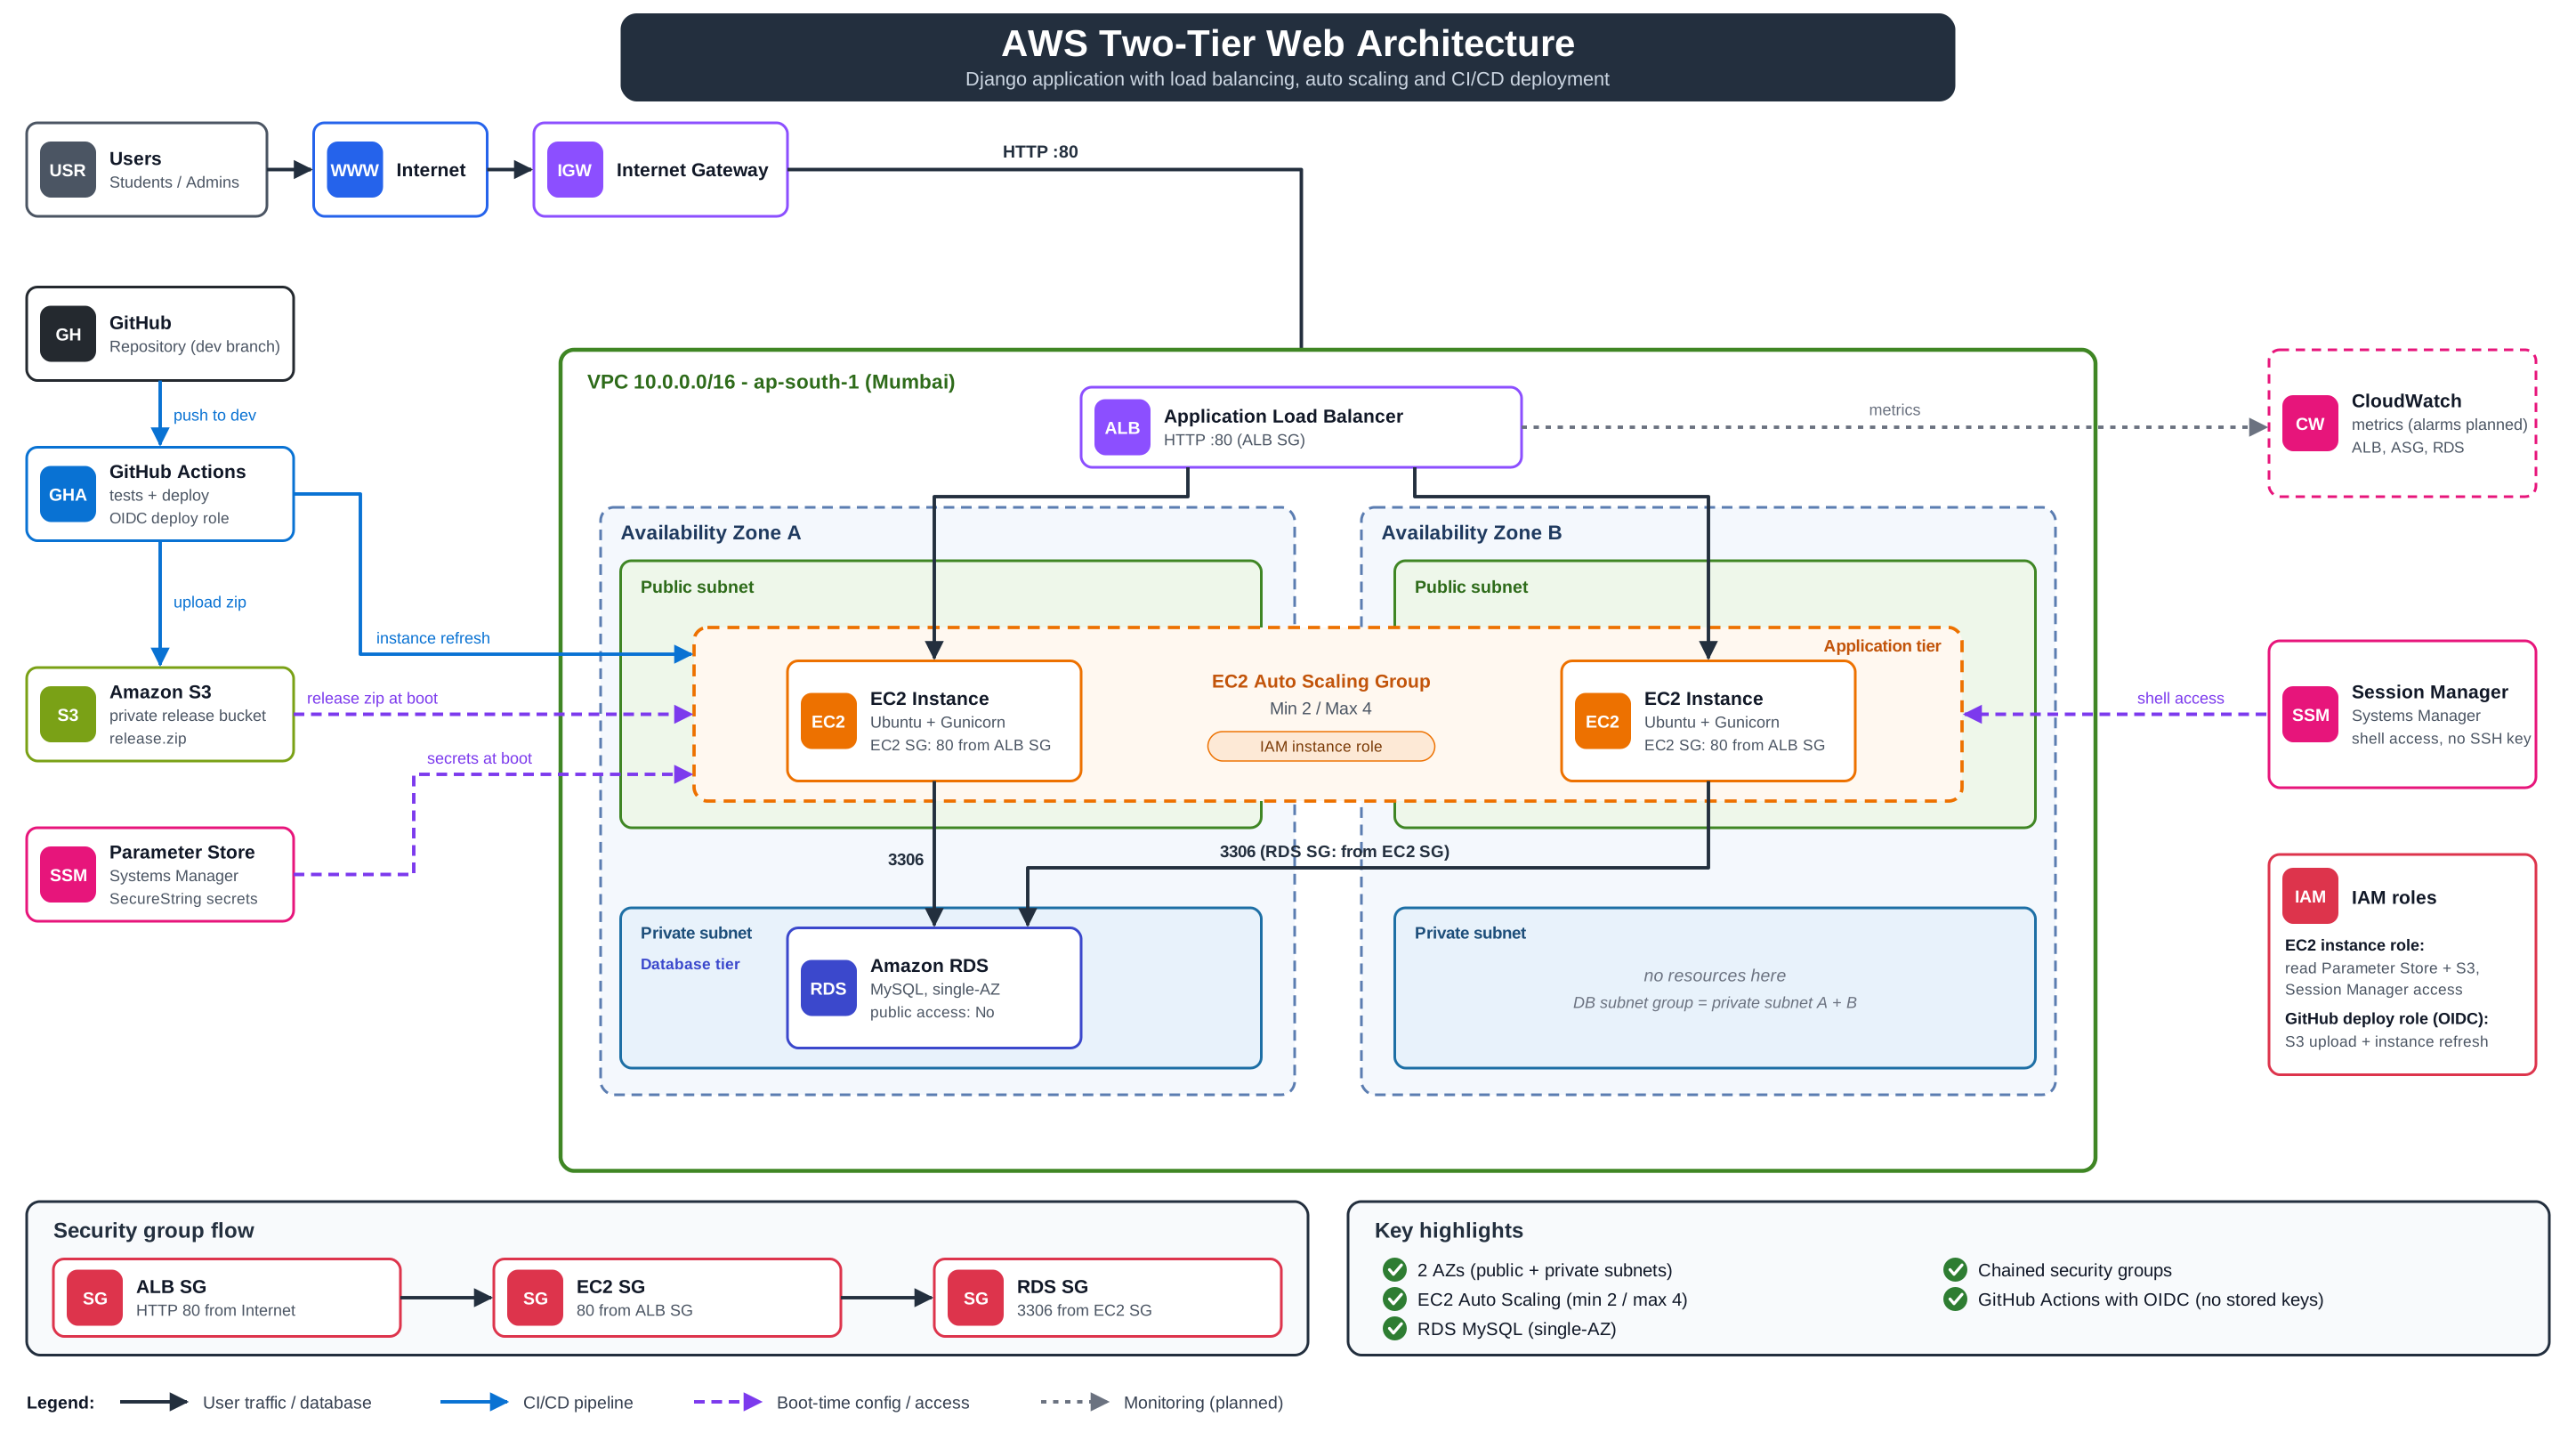 AWS Two-Tier Web Architecture
Django application with load balancing, auto scaling and CI/CD deployment
USR
Users
Students / Admins
WWW
Internet
IGW
Internet Gateway
HTTP :80
GH
GitHub
Repository (dev branch)
push to dev
GHA
GitHub Actions
tests + deploy
OIDC deploy role
upload zip
instance refresh
S3
Amazon S3
private release bucket
release.zip
release zip at boot
secrets at boot
SSM
Parameter Store
Systems Manager
SecureString secrets
VPC 10.0.0.0/16 - ap-south-1 (Mumbai)
ALB
Application Load Balancer
HTTP :80 (ALB SG)
metrics
CW
CloudWatch
metrics (alarms planned)
ALB, ASG, RDS
Availability Zone A
Public subnet
Availability Zone B
Public subnet
Application tier
EC2
EC2 Instance
Ubuntu + Gunicorn
EC2 SG: 80 from ALB SG
EC2 Auto Scaling Group
Min 2 / Max 4
IAM instance role
EC2
EC2 Instance
Ubuntu + Gunicorn
EC2 SG: 80 from ALB SG
shell access
SSM
Session Manager
Systems Manager
shell access, no SSH key
3306
3306 (RDS SG: from EC2 SG)
Private subnet
Database tier
RDS
Amazon RDS
MySQL, single-AZ
public access: No
Private subnet
no resources here
DB subnet group = private subnet A + B
IAM
IAM roles
EC2 instance role:
read Parameter Store + S3,
Session Manager access
GitHub deploy role (OIDC):
S3 upload + instance refresh
Security group flow
SG
ALB SG
HTTP 80 from Internet
SG
EC2 SG
80 from ALB SG
SG
RDS SG
3306 from EC2 SG
Key highlights
2 AZs (public + private subnets)
EC2 Auto Scaling (min 2 / max 4)
RDS MySQL (single-AZ)
Chained security groups
GitHub Actions with OIDC (no stored keys)
Legend:
User traffic / database
CI/CD pipeline
Boot-time config / access
Monitoring (planned)